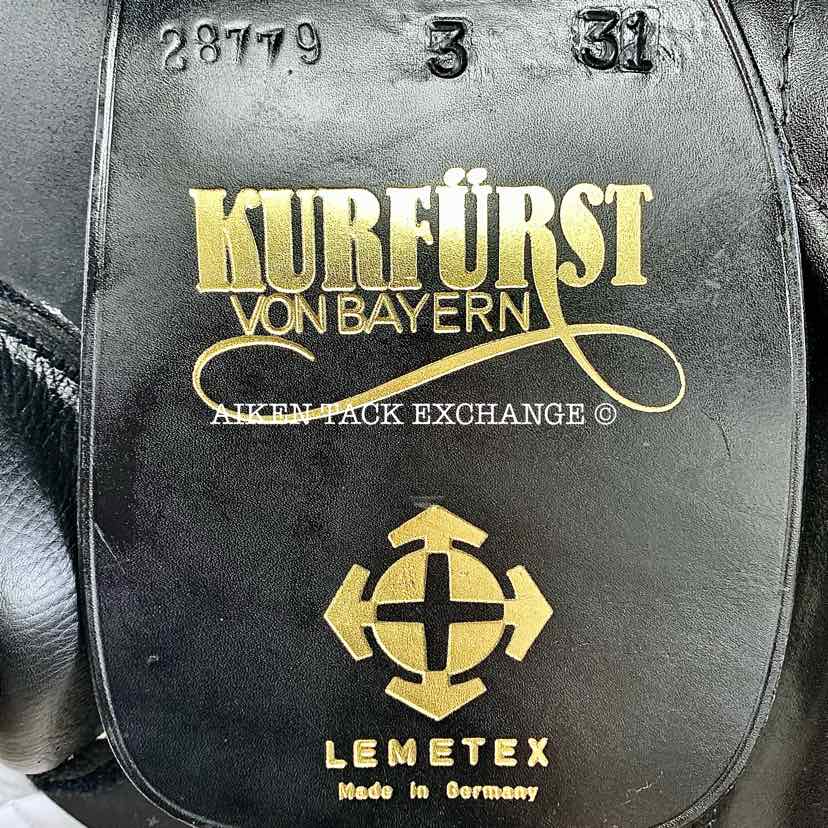 28779 3 31
KURFÜRST
VON BAYERN
AIKEN TACK EXCHANGE ©
LEMETEX
Made in Germany